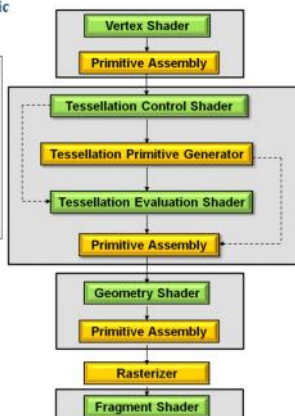 ic
Vertex Shader
Primitive Assembly
Tessellation Control Shader
Tessellation Primitive Generator
Tessellation Evaluation Shader
Primitive Assembly
Geometry Shader
Primitive Assembly
Rasterizer
Fragment Shader